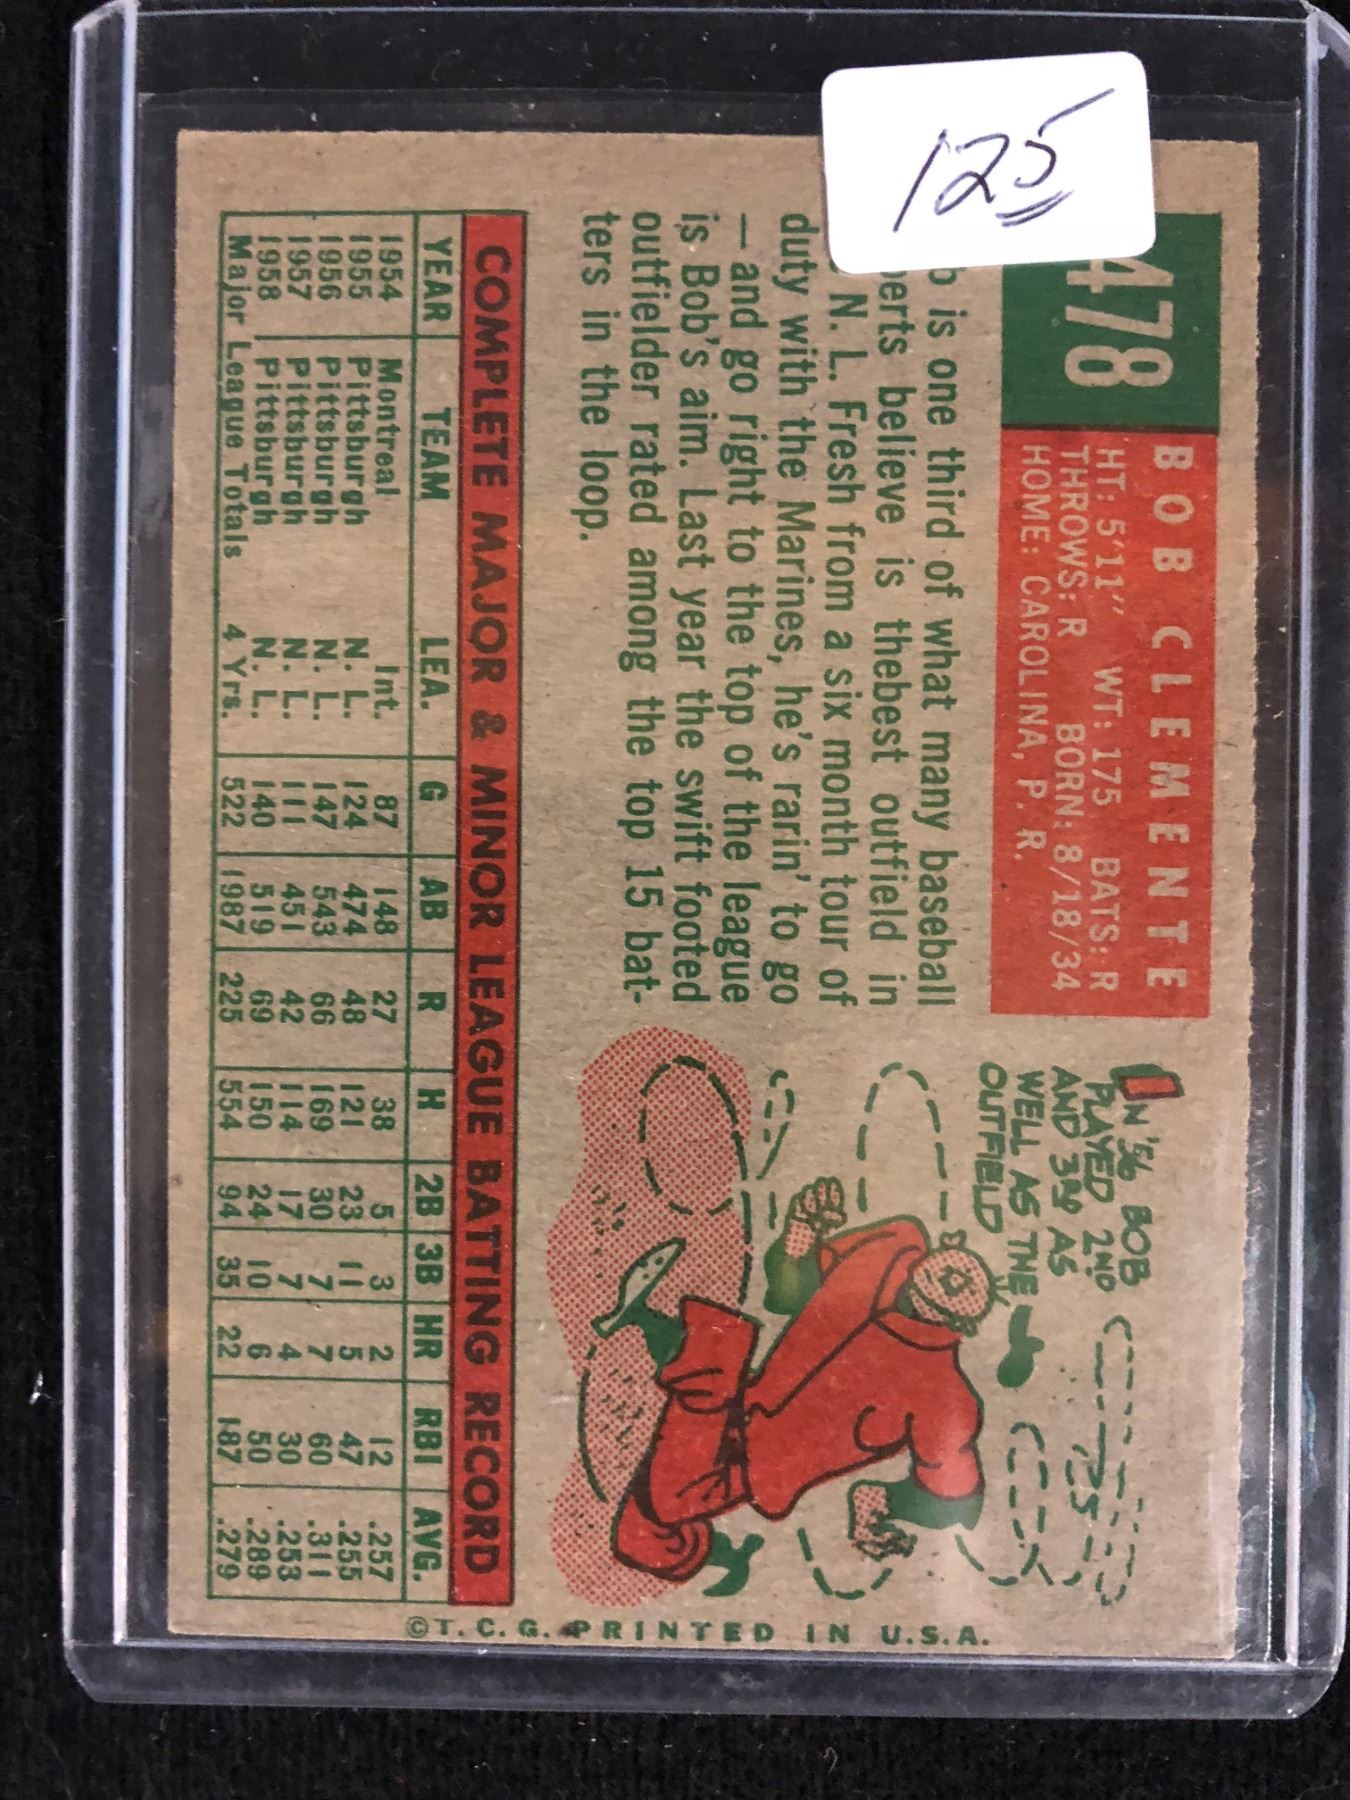 125
478
BOB CLEMENTE
HT: 5'11" WT: 175 BATS: R
THROWS: R BORN: 8/18/34
HOME: CAROLINA, P. R.
b is one third of what many baseball
perts believe is thebest outfield in
N. L. Fresh from a six month tour of
duty with the Marines, he's rarin' to go
— and go right to the top of the league
is Bob's aim. Last year the swift footed
outfielder rated among the top 15 bat-
ters in the loop.
IN '56 BOB
PLAYED 2ND
AND 3RD AS
WELL AS THE
OUTFIELD
COMPLETE MAJOR & MINOR LEAGUE BATTING RECORD
YEAR TEAM LEA. G AB R H 2B 3B HR RBI AVG.
1954 Montreal Int. 87 148 27 38 5 3 2 12 .257
1955 Pittsburgh N. L. 124 474 48 121 23 11 5 47 .255
1956 Pittsburgh N. L. 147 543 66 169 30 7 7 60 .311
1957 Pittsburgh N. L. 111 451 42 114 17 7 4 30 .253
1958 Pittsburgh N. L. 140 519 69 150 24 10 6 50 .289
Major League Totals 4 Yrs. 522 1987 225 554 94 35 22 187 .279
©T. C. G. PRINTED IN U.S.A.